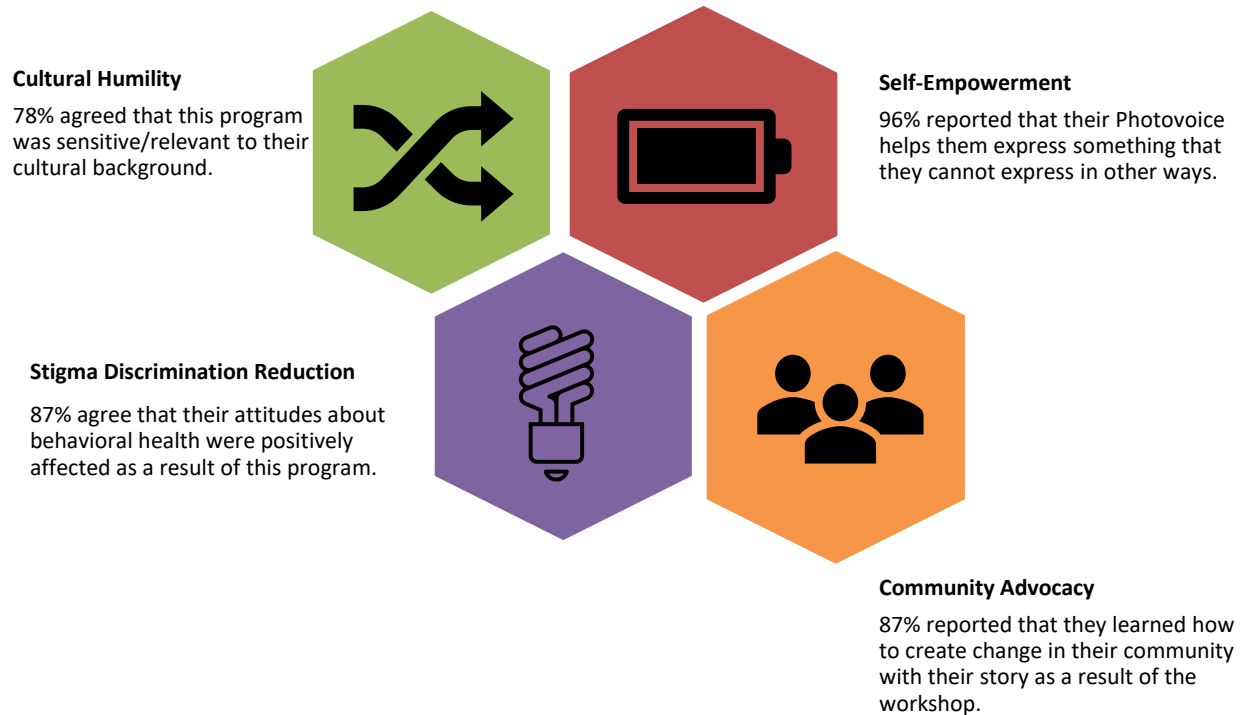 Cultural Humility
78% agreed that this program
was sensitive/relevant to their
cultural background.
Self-Empowerment
96% reported that their Photovoice
helps them express something that
they cannot express in other ways.
Stigma Discrimination Reduction
87% agree that their attitudes about
behavioral health were positively
affected as a result of this program.
Community Advocacy
87% reported that they learned how
to create change in their community
with their story as a result of the
workshop.